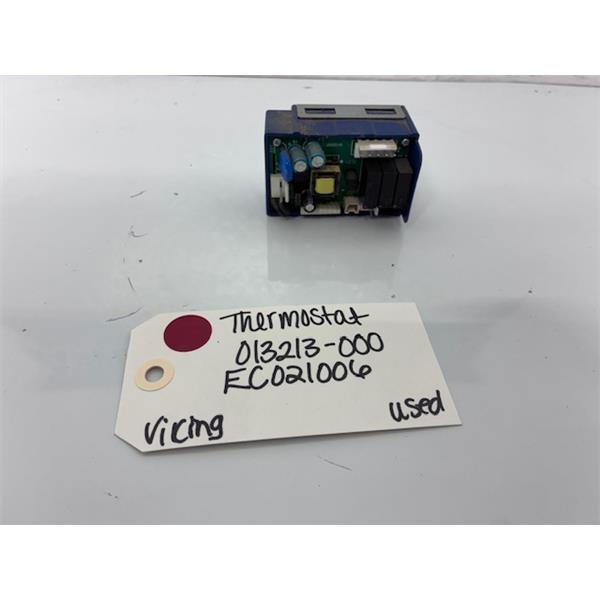 Thermostat
013213-000
EC021006
Viking used